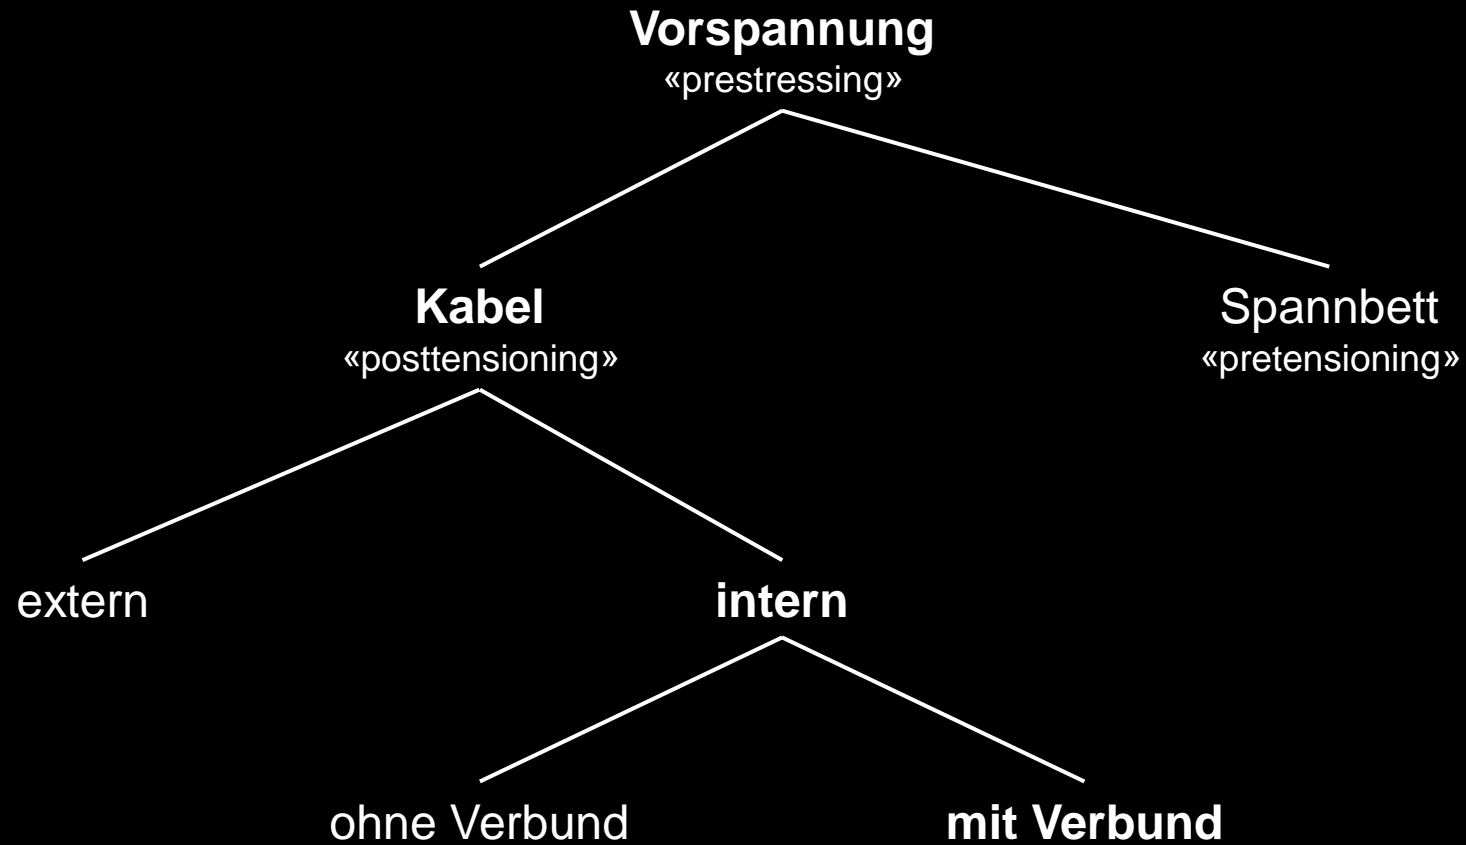 Vorspannung
«prestressing»
Kabel
Spannbett
«posttensioning»
«pretensioning»
extern
intern
ohne Verbund
mit Verbund